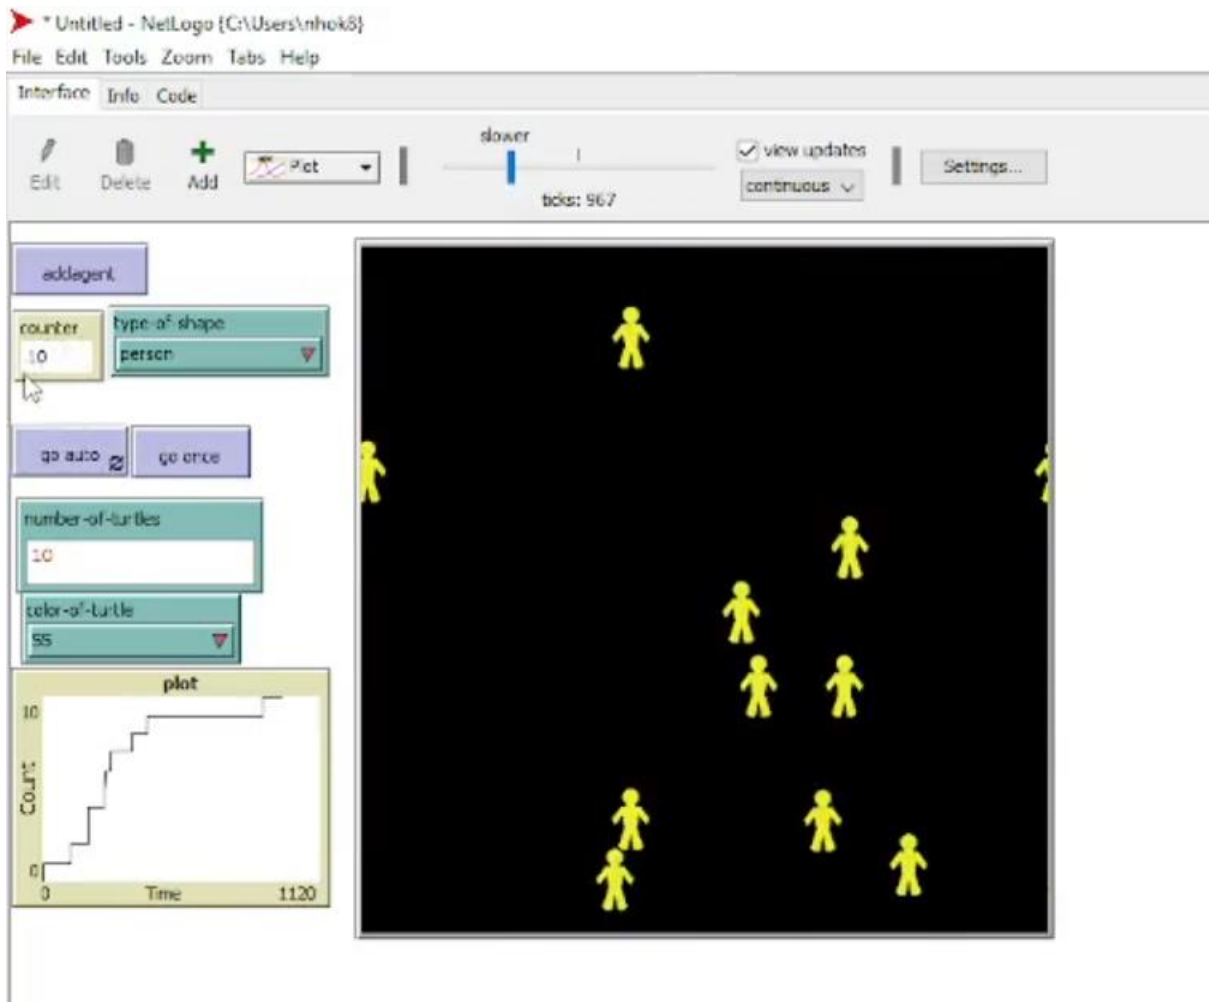 * Untitled - NetLogo {C:\Users\nhok8}
File Edit Tools Zoom Tabs Help
Interface Info Code
Edit Delete Add Plot slower ticks: 967 view updates continuous Settings...
addagent
counter
10
type-of-shape
person
go auto go once
number-of-turtles
10
color-of-turtle
55
plot
10
Count
0
0 Time 1120